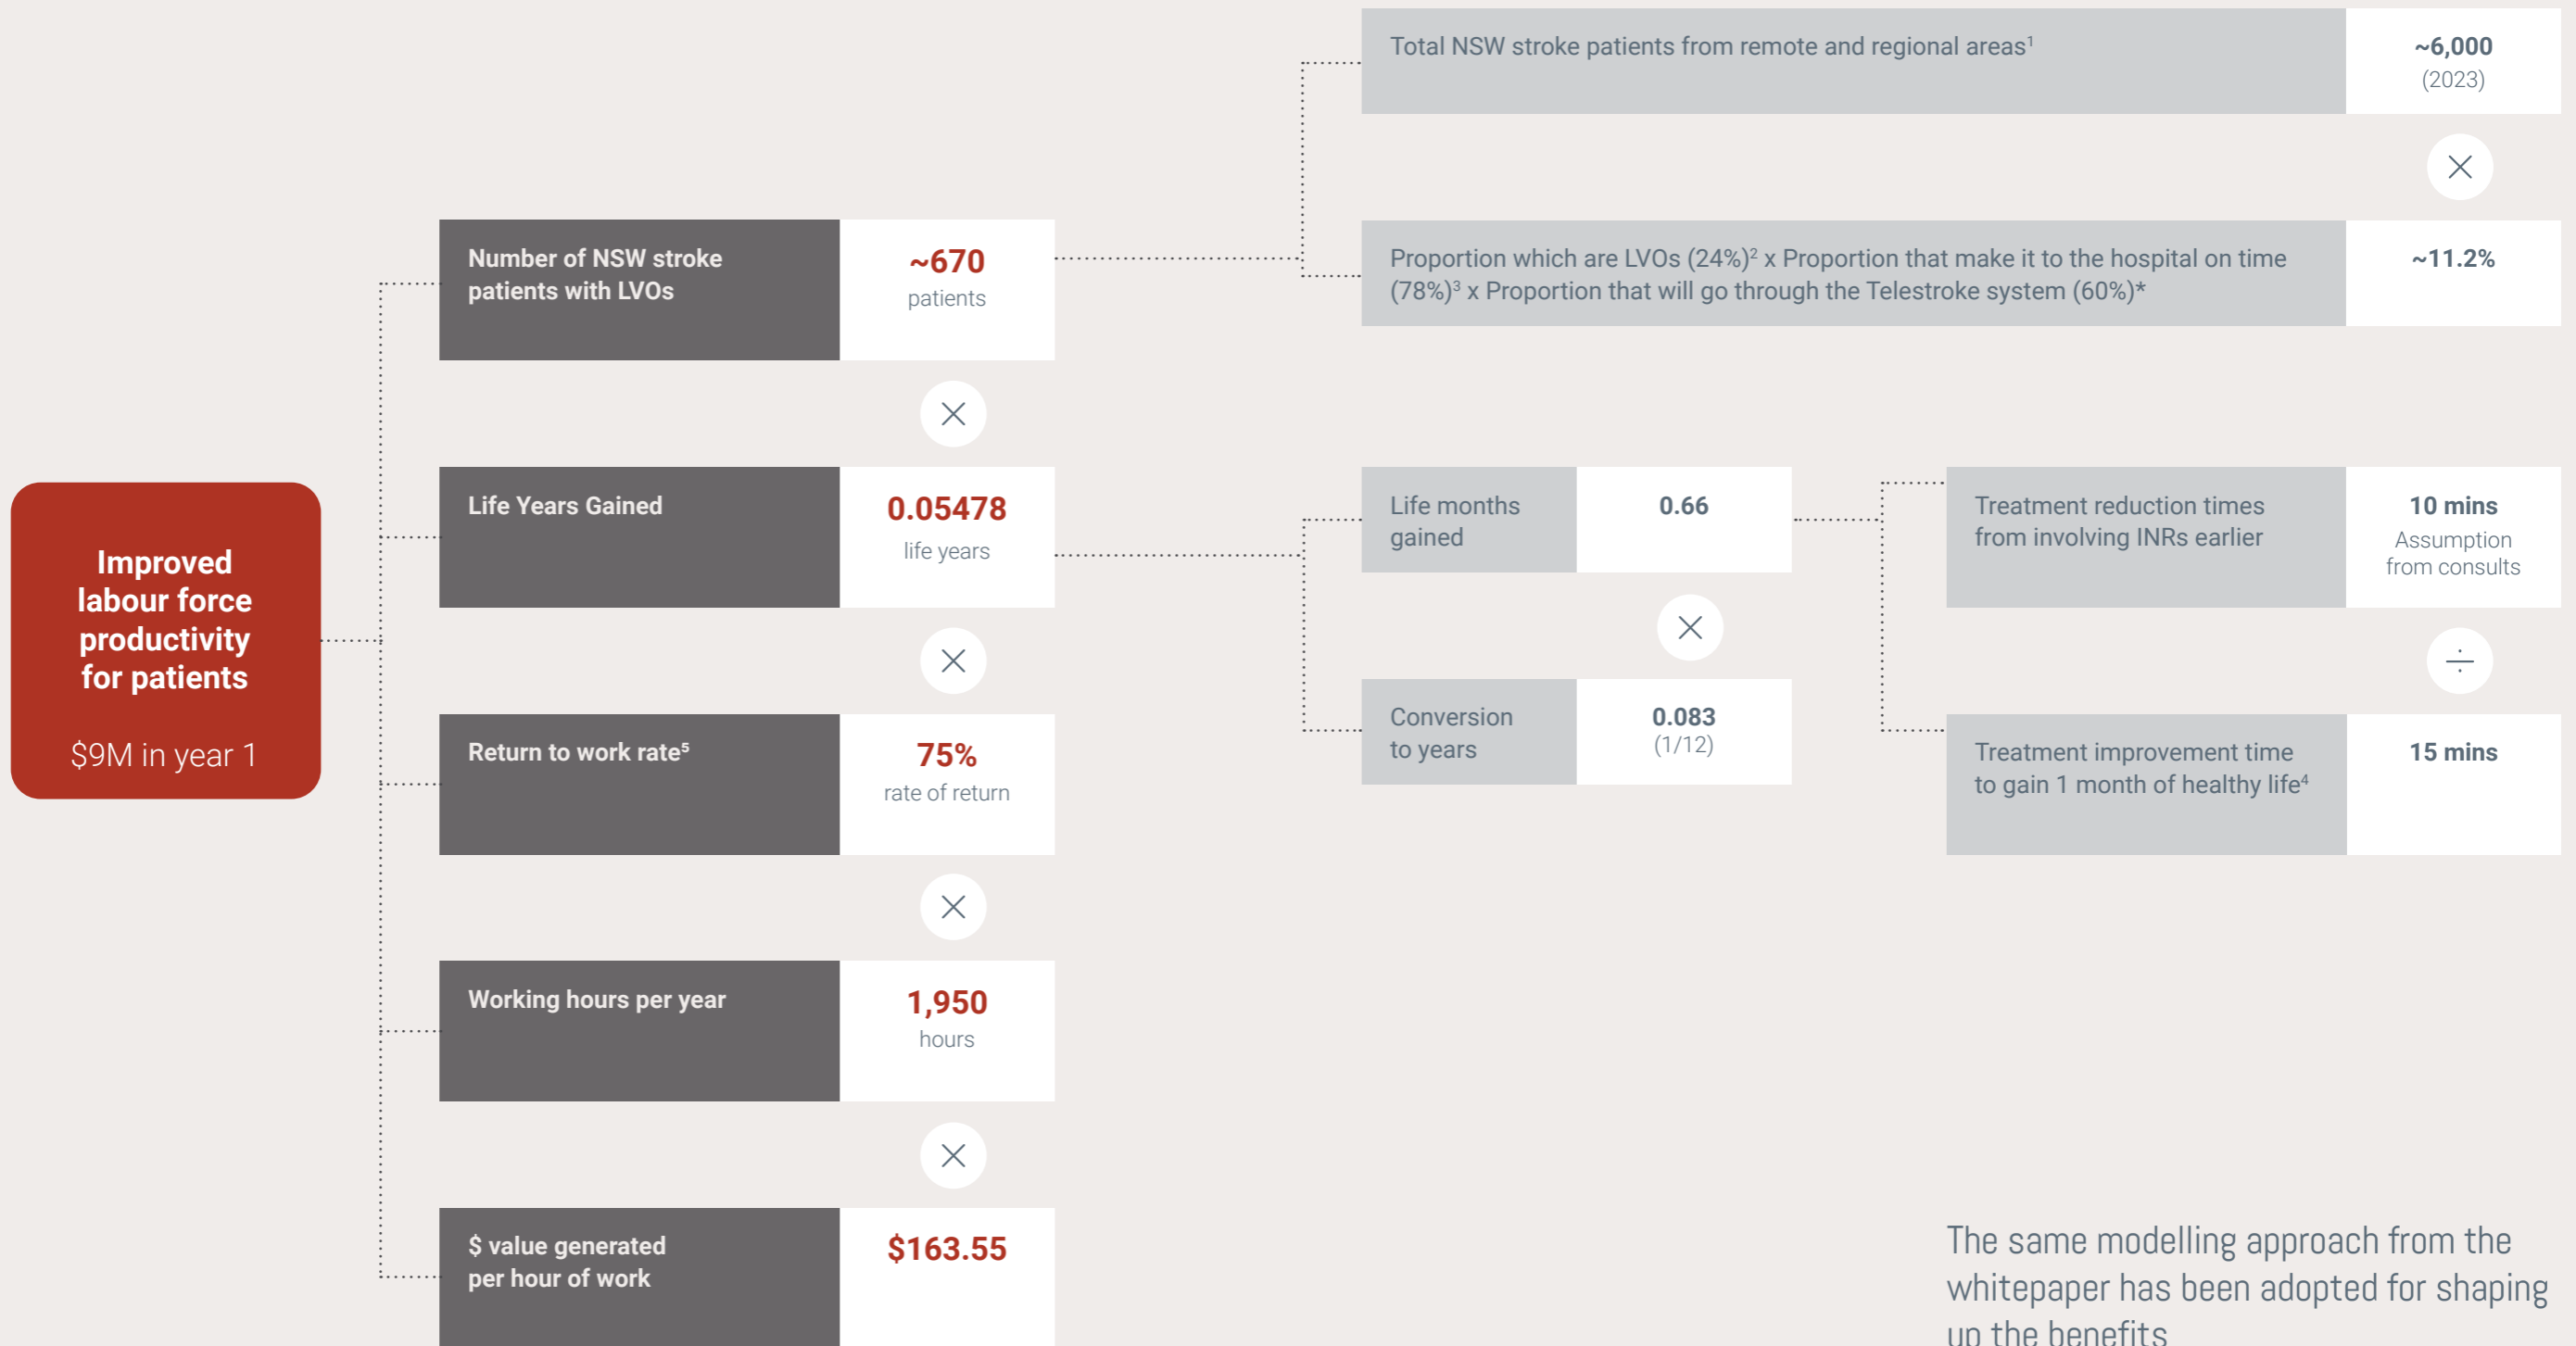 Improved
labour force
productivity
for patients
$9M in year 1
Number of NSW stroke
patients with LVOs
~670
patients
×
Life Years Gained
0.05478
life years
×
Return to work rate⁵
75%
rate of return
×
Working hours per year
1,950
hours
×
$ value generated
per hour of work
$163.55
Total NSW stroke patients from remote and regional areas¹
~6,000
(2023)
×
Proportion which are LVOs (24%)² x Proportion that make it to the hospital on time
(78%)³ x Proportion that will go through the Telestroke system (60%)*
~11.2%
Life months
gained
0.66
×
Conversion
to years
0.083
(1/12)
Treatment reduction times
from involving INRs earlier
10 mins
Assumption
from consults
÷
Treatment improvement time
to gain 1 month of healthy life⁴
15 mins
The same modelling approach from the
whitepaper has been adopted for shaping
up the benefits